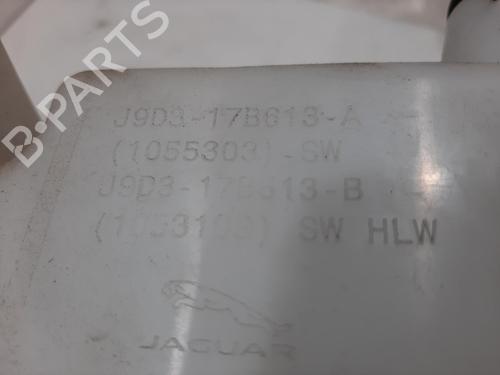 B-PARTS
J9D3-17B613-A
(1055303) SW
J9D3-17B613-B
SW HLW
JAGUAR